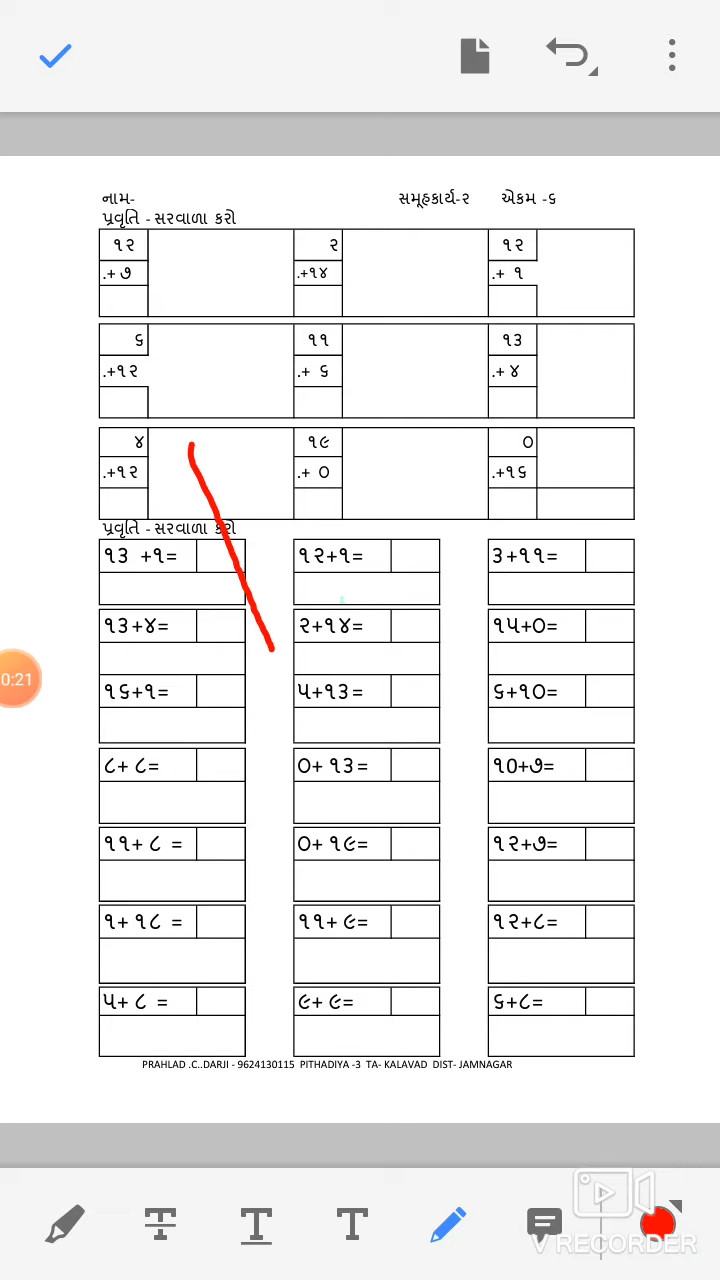 નામ- સમૂહકાર્ય-૨ એકમ -૬
પ્રવૃતિ - સરવાળા કરો
૧૨ ૨ ૧૨
.+ ૭ .+૧૪ .+ ૧
૬ ૧૧ ૧૩
.+૧૨ .+ ૬ .+ ૪
૪ ૧૯ ૦
.+૧૨ .+ ૦ .+૧૬
પ્રવૃતિ - સરવાળા કરો
૧૩ +૧= ૧૨+૧= ૩+૧૧=
૧૩+૪= ૨+૧૪= ૧૫+૦=
૧૬+૧= ૫+૧૩= ૬+૧૦=
૮+ ૮= ૦+ ૧૩= ૧૦+૭=
૧૧+ ૮ = ૦+ ૧૯= ૧૨+૭=
૧+ ૧૮ = ૧૧+ ૯= ૧૨+૮=
૫+ ૮ = ૯+ ૯= ૬+૮=
PRAHLAD .C..DARJI - 9624130115 PITHADIYA -3 TA- KALAVAD DIST- JAMNAGAR
0:21
T T T
V RECORDER